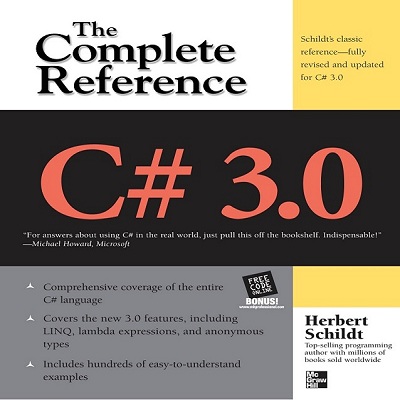 The
Complete
Reference
Schildt's classic
reference—fully
revised and updated
for C# 3.0
C# 3.0
"For answers about using C# in the real world, just pull this off the bookshelf. Indispensable!"
—Michael Howard, Microsoft
Comprehensive coverage of the entire
C# language
Covers the new 3.0 features, including
LINQ, lambda expressions, and anonymous
types
Includes hundreds of easy-to-understand
examples
FREE
CODE
ONLINE
BONUS!
www.mhprofessional.com
Herbert
Schildt
Top-selling programming
author with millions of
books sold worldwide
Mc
Graw
Hill